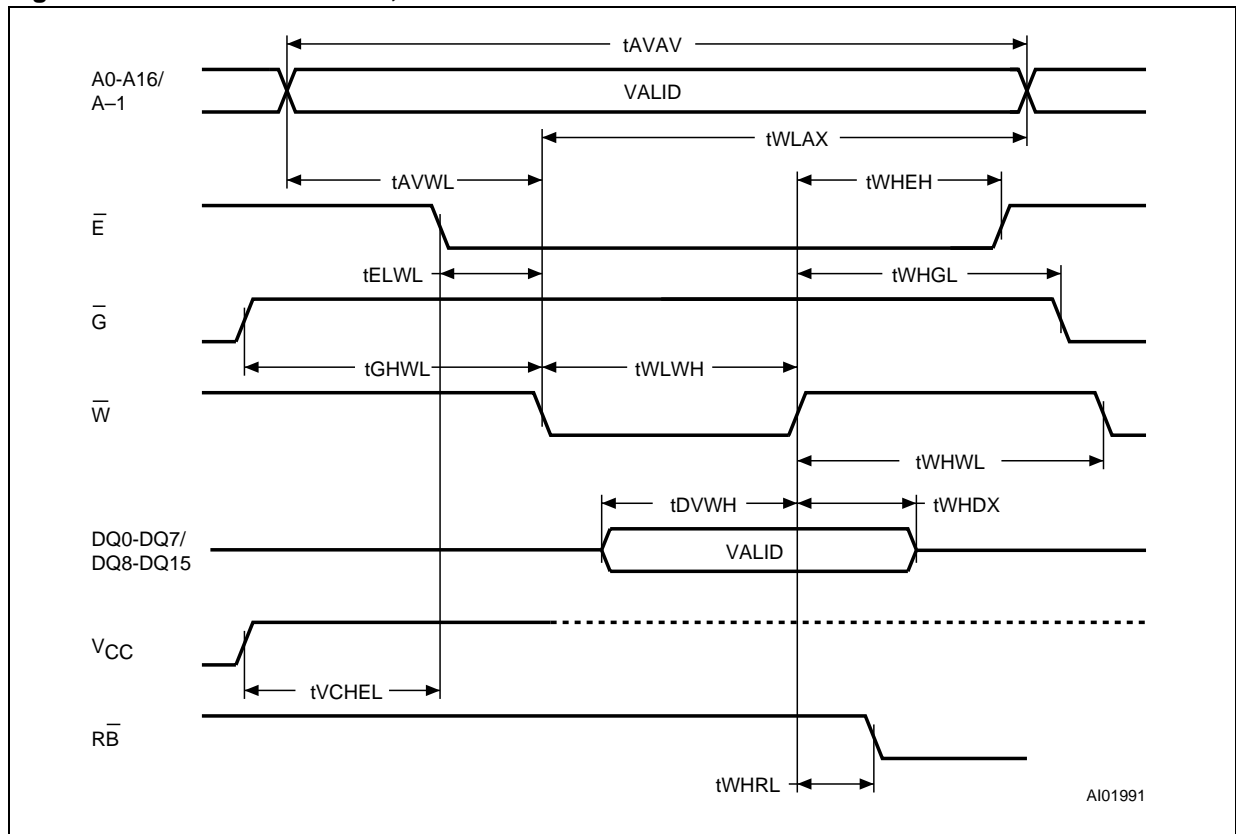 tAVAV
A0-A16/
A–1
VALID
tWLAX
tAVWL
tWHEH
E̅
tELWL
tWHGL
G̅
tGHWL
tWLWH
W̅
tWHWL
tDVWH
tWHDX
DQ0-DQ7/
DQ8-DQ15
VALID
VCC
tVCHEL
RB̅
tWHRL
AI01991